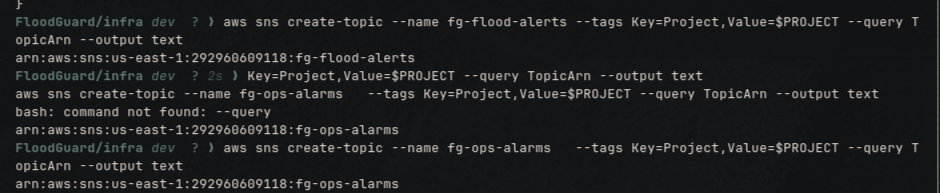 }
FloodGuard/infra dev ? ❯ aws sns create-topic --name fg-flood-alerts --tags Key=Project,Value=$PROJECT --query T
opicArn --output text
arn:aws:sns:us-east-1:292960609118:fg-flood-alerts
FloodGuard/infra dev ? 2s ❯ Key=Project,Value=$PROJECT --query TopicArn --output text
aws sns create-topic --name fg-ops-alarms   --tags Key=Project,Value=$PROJECT --query TopicArn --output text
bash: command not found: --query
arn:aws:sns:us-east-1:292960609118:fg-ops-alarms
FloodGuard/infra dev ? ❯ aws sns create-topic --name fg-ops-alarms   --tags Key=Project,Value=$PROJECT --query T
opicArn --output text
arn:aws:sns:us-east-1:292960609118:fg-ops-alarms